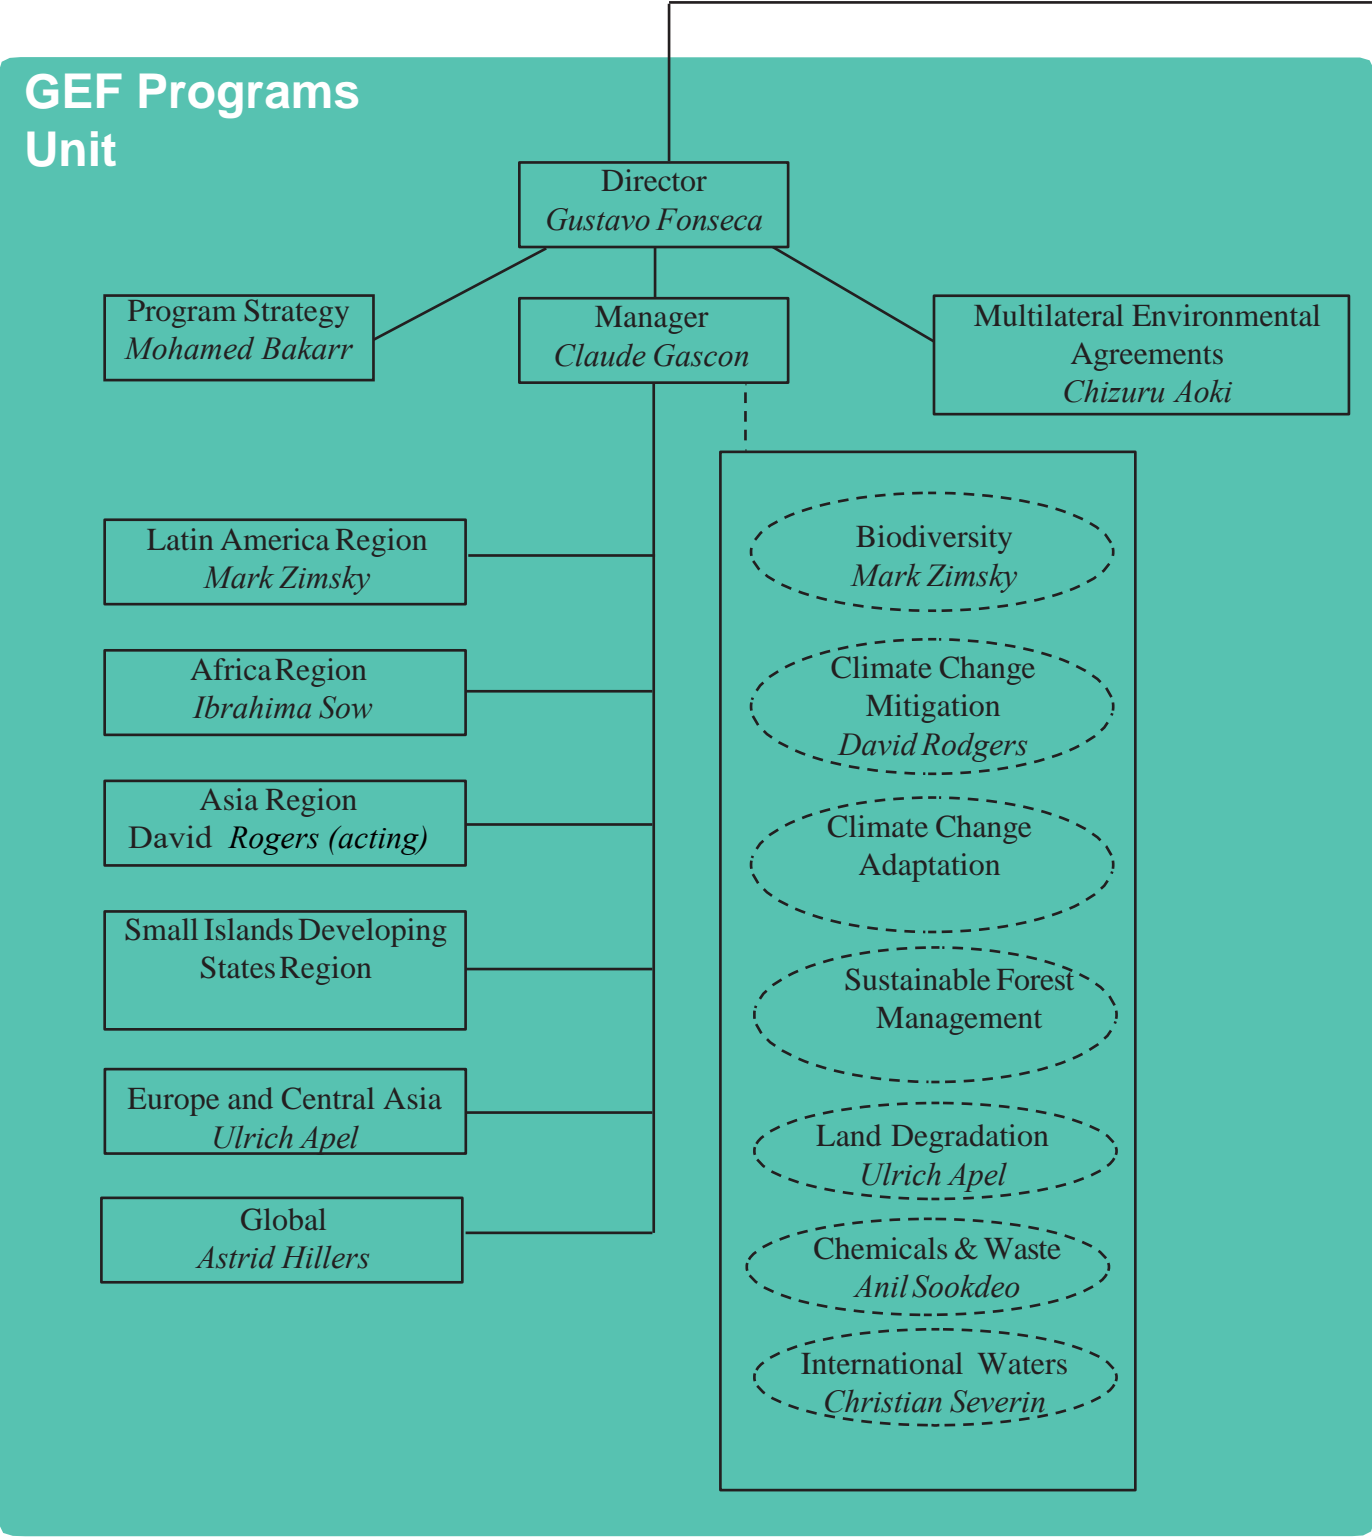 GEF Programs
Unit
Director
Gustavo Fonseca
Program Strategy
Mohamed Bakarr
Manager
Claude Gascon
Multilateral Environmental
Agreements
Chizuru Aoki
Latin America Region
Mark Zimsky
Africa Region
Ibrahima Sow
Asia Region
David Rogers (acting)
Small Islands Developing
States Region
Europe and Central Asia
Ulrich Apel
Global
Astrid Hillers
Biodiversity
Mark Zimsky
Climate Change
Mitigation
David Rodgers
Climate Change
Adaptation
Sustainable Forest
Management
Land Degradation
Ulrich Apel
Chemicals & Waste
Anil Sookdeo
International Waters
Christian Severin